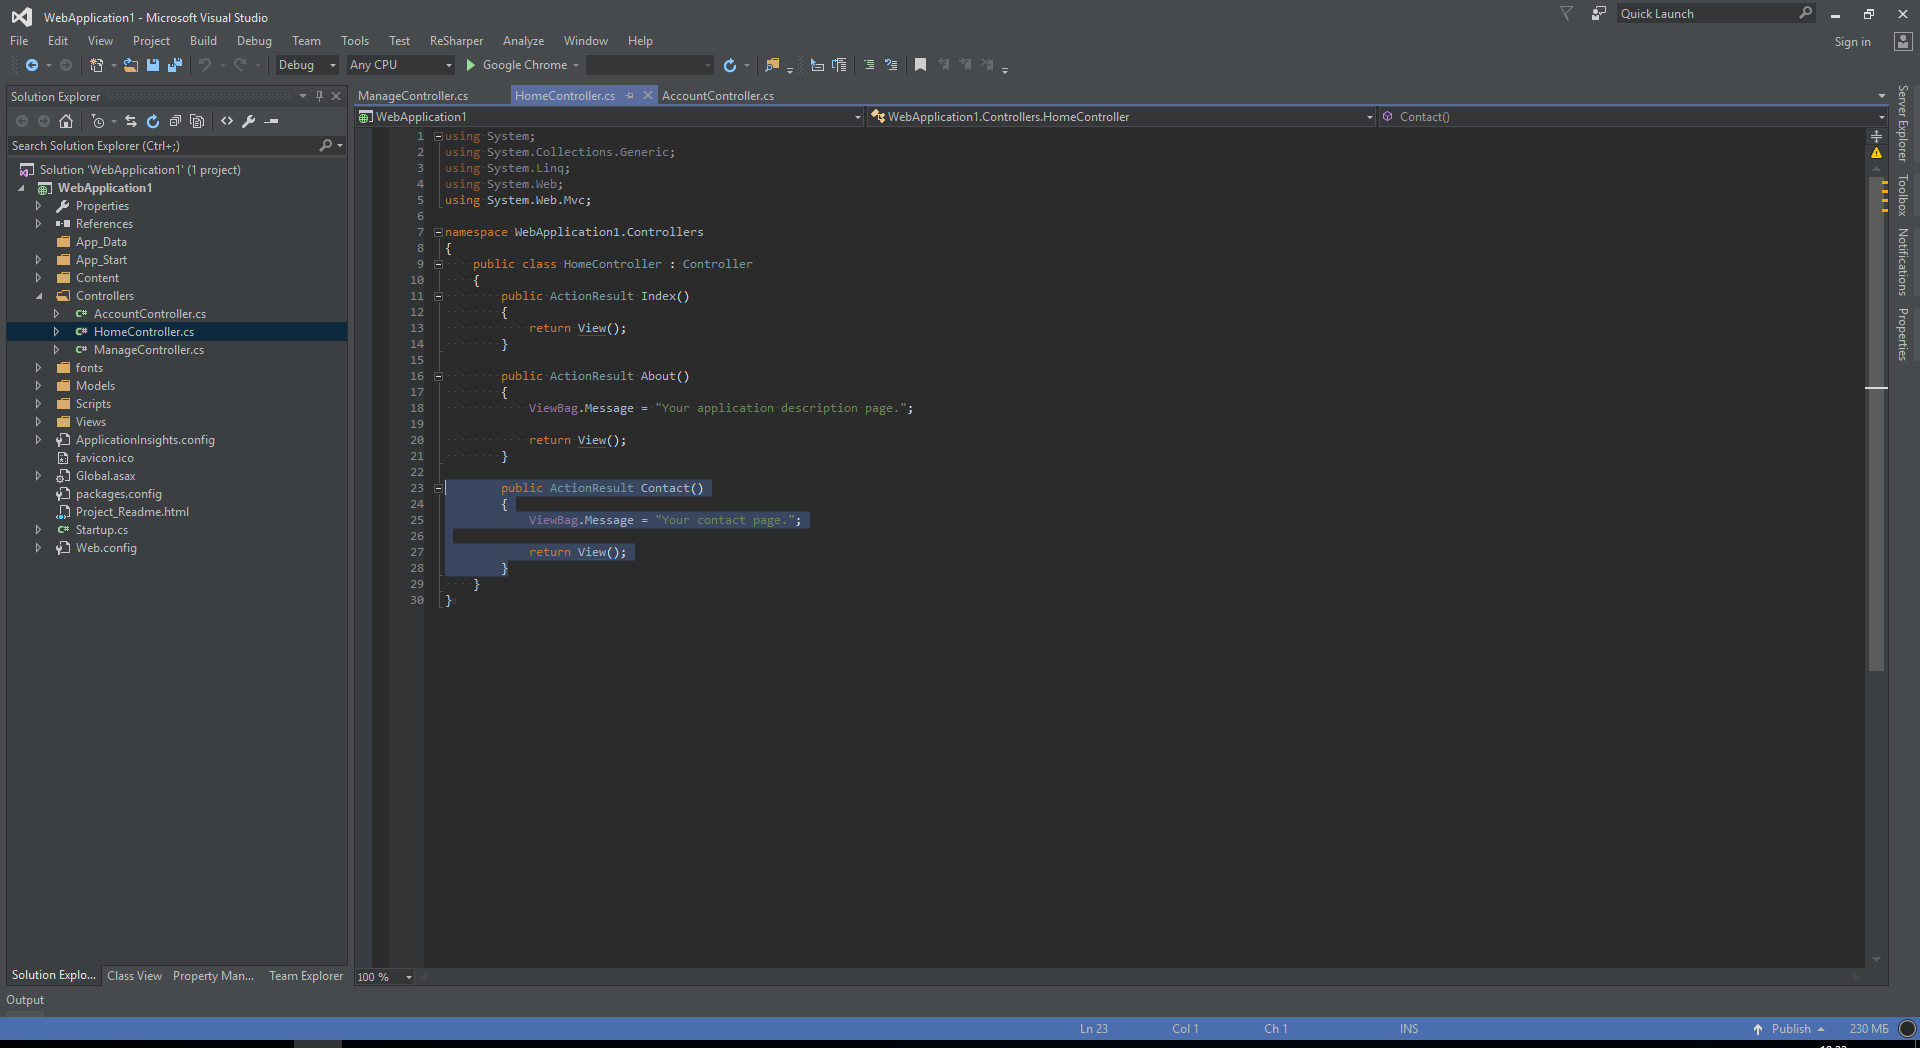 WebApplication1 - Microsoft Visual Studio
Quick Launch
File Edit View Project Build Debug Team Tools Test ReSharper Analyze Window Help
Sign in
Debug Any CPU Google Chrome
Solution Explorer
Search Solution Explorer (Ctrl+;)
Solution 'WebApplication1' (1 project)
WebApplication1
Properties
References
App_Data
App_Start
Content
Controllers
C# AccountController.cs
C# HomeController.cs
C# ManageController.cs
fonts
Models
Scripts
Views
ApplicationInsights.config
favicon.ico
Global.asax
packages.config
Project_Readme.html
C# Startup.cs
Web.config
Solution Explo... Class View Property Man... Team Explorer
ManageController.cs HomeController.cs AccountController.cs
WebApplication1 WebApplication1.Controllers.HomeController Contact()
1 using System;
2 using System.Collections.Generic;
3 using System.Linq;
4 using System.Web;
5 using System.Web.Mvc;
6
7 namespace WebApplication1.Controllers
8 {
9 public class HomeController : Controller
10 {
11 public ActionResult Index()
12 {
13 return View();
14 }
15
16 public ActionResult About()
17 {
18 ViewBag.Message = "Your application description page.";
19
20 return View();
21 }
22
23 public ActionResult Contact()
24 {
25 ViewBag.Message = "Your contact page.";
26
27 return View();
28 }
29 }
30 }
100 %
Server Explorer
Toolbox
Notifications
Properties
Output
Ln 23 Col 1 Ch 1 INS Publish 230 МБ